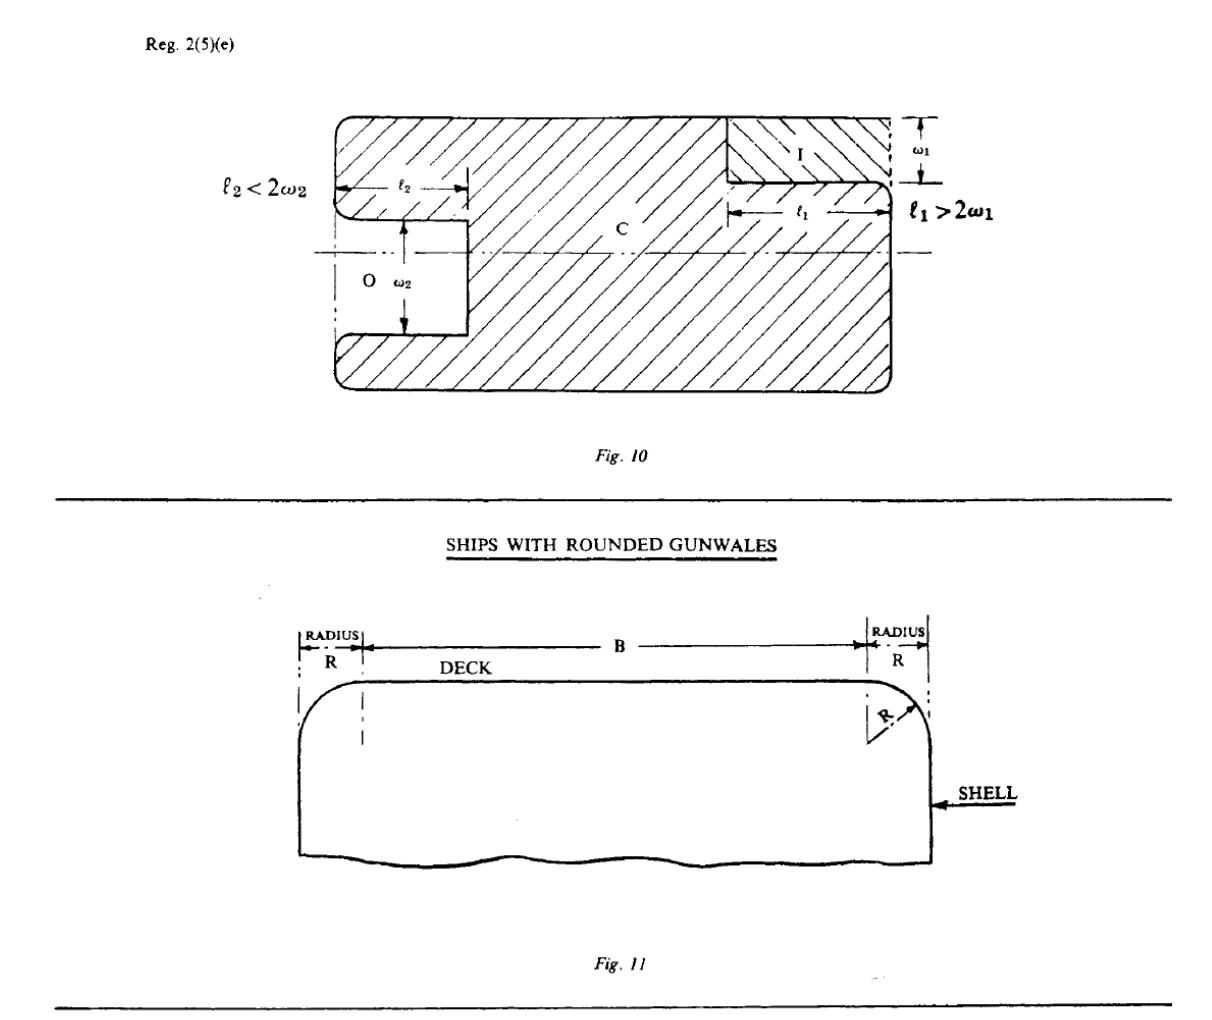 Reg. 2(5)(e)
I
ω₁
ℓ₂ < 2ω₂
ℓ₂
ℓ₁
ℓ₁ > 2ω₁
C
O
ω₂
Fig. 10
SHIPS WITH ROUNDED GUNWALES
RADIUS
R
B
RADIUS
R
DECK
R
SHELL
Fig. 11